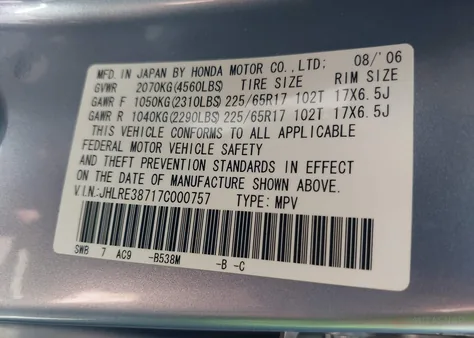 MFD.IN JAPAN BY HONDA MOTOR CO.,LTD: 08/'06
GVWR 2070KG(4560LBS) TIRE SIZE RIM SIZE
GAWR F 1050KG(2310LBS) 225/65R17 102T 17X6.5J
GAWR R 1040KG(2290LBS) 225/65R17 102T 17X6.5J
THIS VEHICLE CONFORMS TO ALL APPLICABLE
FEDERAL MOTOR VEHICLE SAFETY
AND THEFT PREVENTION STANDARDS IN EFFECT
ON THE DATE OF MANUFACTURE SHOWN ABOVE.
V.I.N.:JHLRE38717C000757 TYPE: MPV
SWB 7 AC9 -B538M -B -C